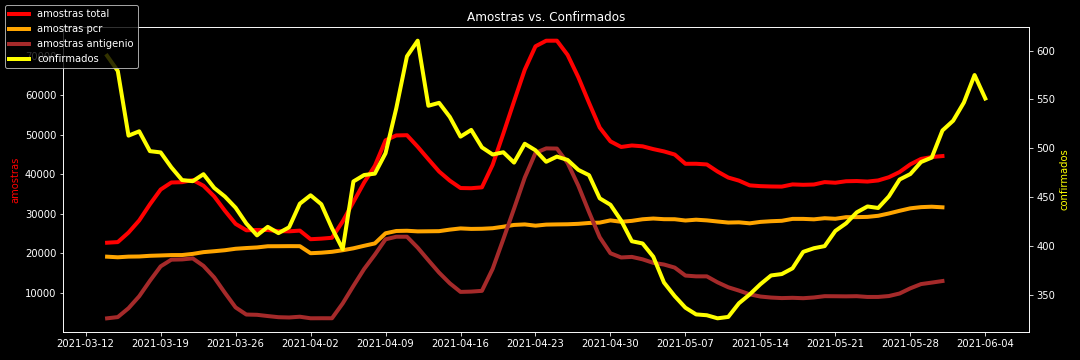 Amostras vs. Confirmados
amostras total
amostras pcr
amostras antigenio
confirmados
70000
60000
50000
40000
30000
20000
10000
amostras
600
550
500
450
400
350
confirmados
2021-03-12 2021-03-19 2021-03-26 2021-04-02 2021-04-09 2021-04-16 2021-04-23 2021-04-30 2021-05-07 2021-05-14 2021-05-21 2021-05-28 2021-06-04